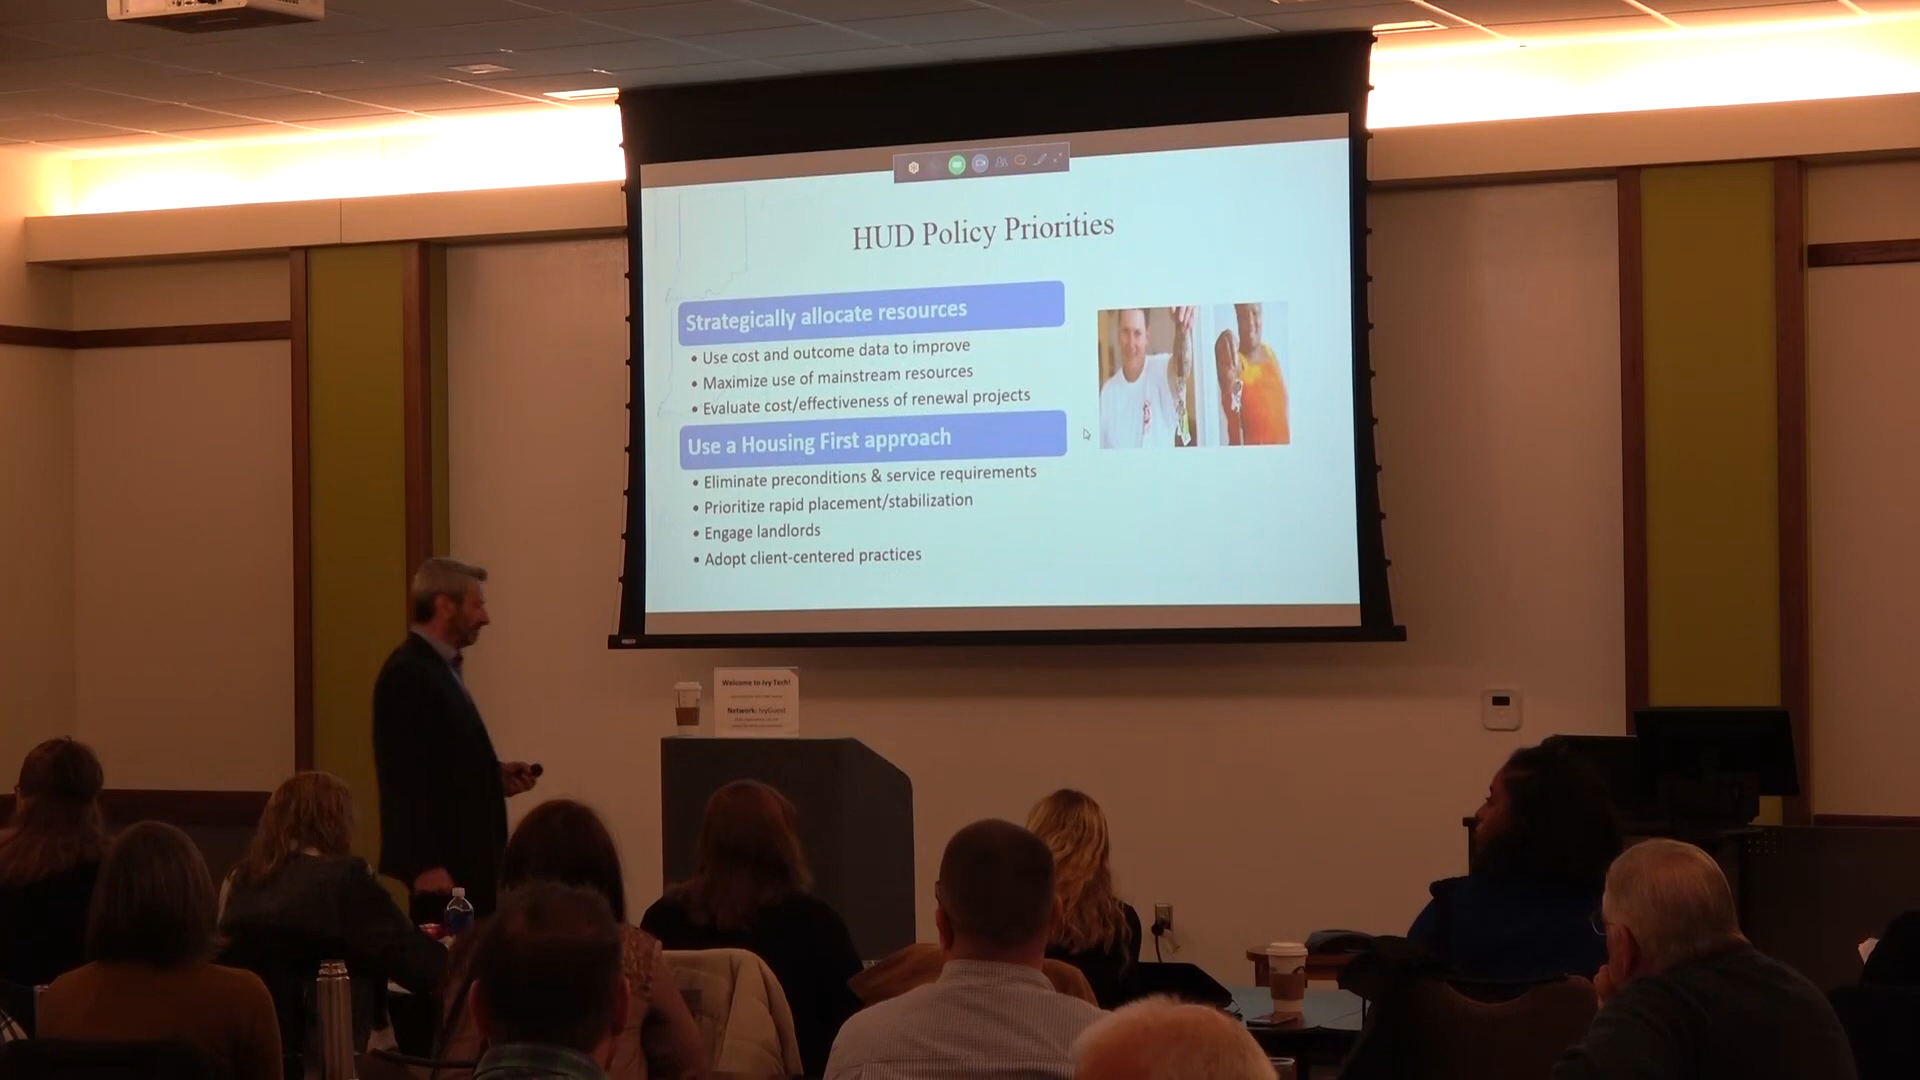 HUD Policy Priorities
Strategically allocate resources
• Use cost and outcome data to improve
• Maximize use of mainstream resources
• Evaluate cost/effectiveness of renewal projects
Use a Housing First approach
• Eliminate preconditions & service requirements
• Prioritize rapid placement/stabilization
• Engage landlords
• Adopt client-centered practices
Welcome to Ivy Tech!
Network: IvyGuest